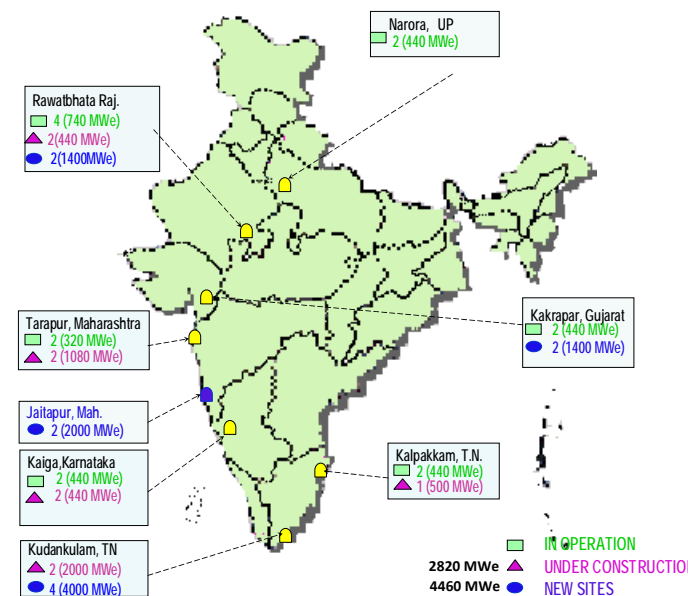 Narora, UP
2 (440 MWe)
Rawatbhata Raj.
4 (740 MWe)
2(440 MWe)
2(1400MWe)
Kakrapar, Gujarat
2 (440 MWe)
2 (1400 MWe)
Tarapur, Maharashtra
2 (320 MWe)
2 (1080 MWe)
Jaitapur, Mah.
2 (2000 MWe)
Kaiga,Karnataka
2 (440 MWe)
2 (440 MWe)
Kalpakkam, T.N.
2 (440 MWe)
1 (500 MWe)
Kudankulam, TN
2 (2000 MWe)
4 (4000 MWe)
IN OPERATION
2820 MWe UNDER CONSTRUCTION
4460 MWe NEW SITES